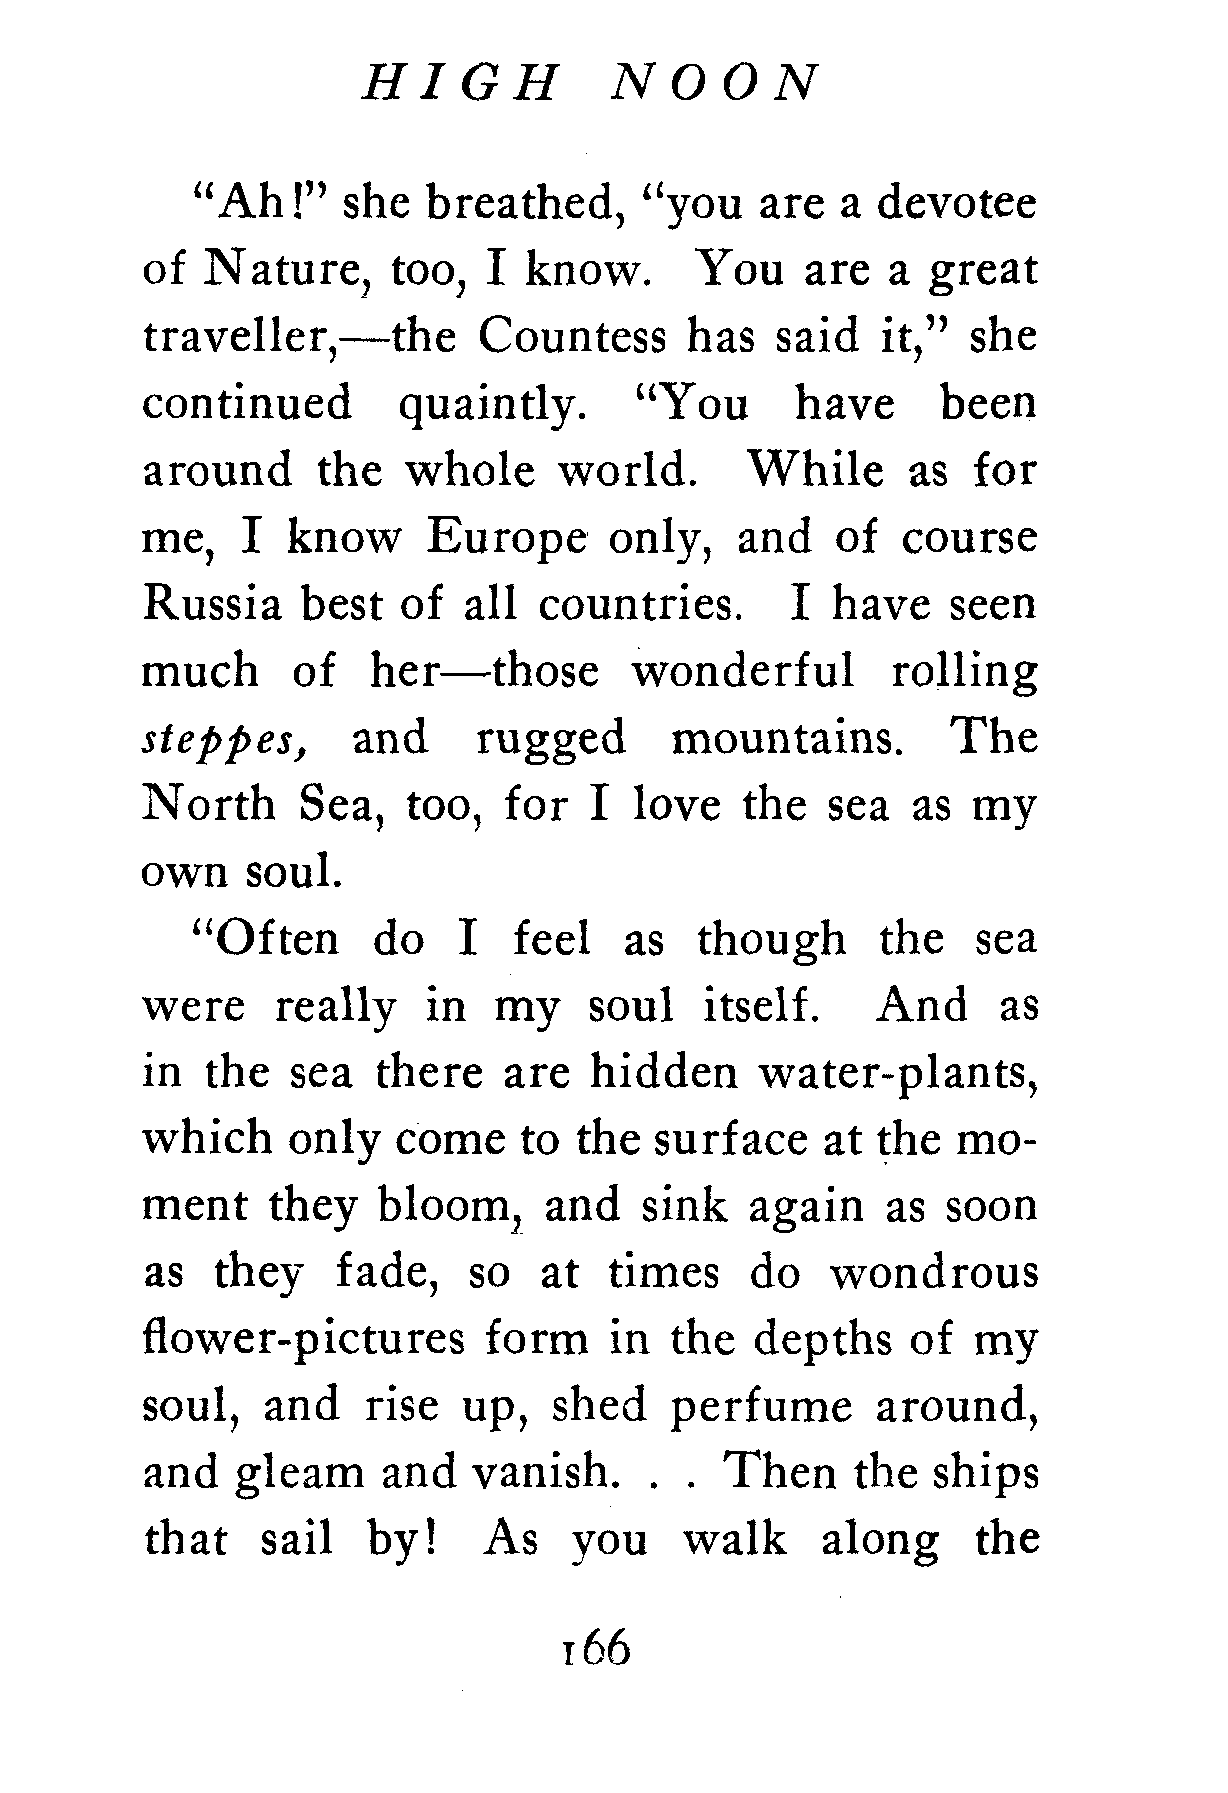 HIGH NOON
"Ah!" she breathed, "you are a devotee
of Nature, too, I know. You are a great
traveller,—the Countess has said it," she
continued quaintly. "You have been
around the whole world. While as for
me, I know Europe only, and of course
Russia best of all countries. I have seen
much of her—those wonderful rolling
steppes, and rugged mountains. The
North Sea, too, for I love the sea as my
own soul.
"Often do I feel as though the sea
were really in my soul itself. And as
in the sea there are hidden water-plants,
which only come to the surface at the mo-
ment they bloom, and sink again as soon
as they fade, so at times do wondrous
flower-pictures form in the depths of my
soul, and rise up, shed perfume around,
and gleam and vanish. . . Then the ships
that sail by! As you walk along the
166